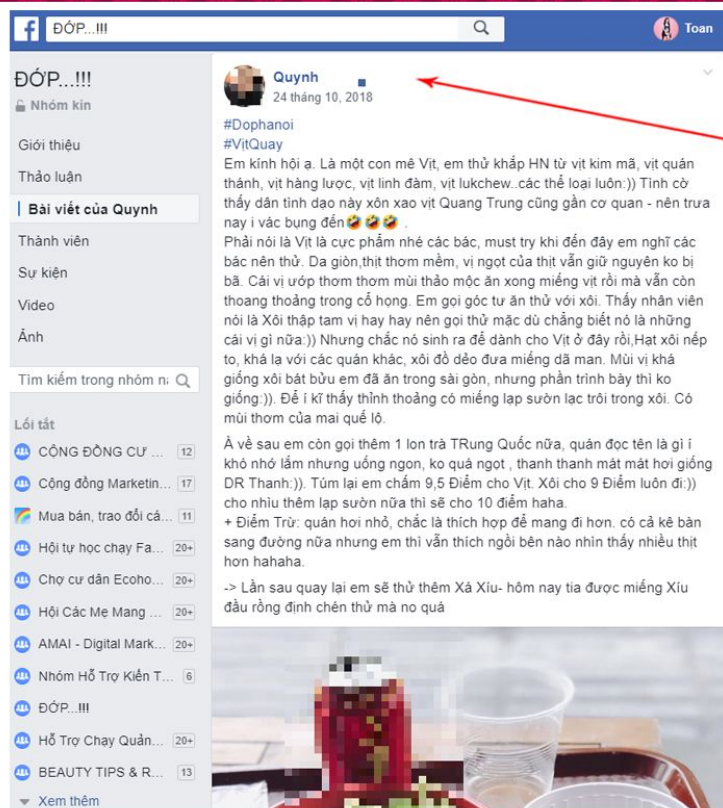 ĐỚP...!!!
Toan
ĐỚP...!!!
Nhóm kín
Giới thiệu
Thảo luận
Bài viết của Quynh
Thành viên
Sự kiện
Video
Ảnh
Tìm kiếm trong nhóm n
Lối tắt
CỘNG ĐỒNG CƯ ... 12
Cộng đồng Marketin... 17
Mua bán, trao đổi cá... 11
Hội tự học chạy Fa... 20+
Chợ cư dân Ecoho... 20+
Hội Các Mẹ Mang ... 20+
AMAI - Digital Mark... 20+
Nhóm Hỗ Trợ Kiến T... 6
ĐỚP...!!!
Hỗ Trợ Chạy Quản... 20+
BEAUTY TIPS & R... 13
Xem thêm
Quynh
24 tháng 10, 2018
#Dophanoi
#VịtQuay
Em kính hội ạ. Là một con mê Vịt, em thử khắp HN từ vịt kim mã, vịt quán
thánh, vịt hàng lược, vịt linh đàm, vịt lukchew..các thể loại luôn:)) Tình cờ
thấy dân tình dạo này xôn xao vịt Quang Trung cũng gần cơ quan - nên trưa
nay i vác bụng đến🤣🤣🤣 .
Phải nói là Vịt là cực phẩm nhé các bác, must try khi đến đây em nghĩ các
bác nên thử. Da giòn,thịt thơm mềm, vị ngọt của thịt vẫn giữ nguyên ko bị
bã. Cái vị ướp thơm thơm mùi thảo mộc ăn xong miếng vịt rồi mà vẫn còn
thoang thoảng trong cổ họng. Em gọi góc tư ăn thử với xôi. Thấy nhân viên
nói là Xôi thập tam vị hay hay nên gọi thử mặc dù chẳng biết nó là những
cái vị gì nữa:)) Nhưng chắc nó sinh ra để dành cho Vịt ở đây rồi,Hạt xôi nếp
to, khá lạ với các quán khác, xôi đồ dẻo đưa miếng dã man. Mùi vị khá
giống xôi bát bửu em đã ăn trong sài gòn, nhưng phần trình bày thì ko
giống:)). Để í kĩ thấy thỉnh thoảng có miếng lạp sườn lạc trôi trong xôi. Có
mùi thơm của mai quế lộ.
À về sau em còn gọi thêm 1 lon trà TRung Quốc nữa, quán đọc tên là gì í
khó nhớ lắm nhưng uống ngon, ko quá ngọt , thanh thanh mát mát hơi giống
DR Thanh:)). Túm lại em chấm 9,5 Điểm cho Vịt. Xôi cho 9 Điểm luôn đi:))
cho nhìu thêm lạp sườn nữa thì sẽ cho 10 điểm haha.
+ Điểm Trừ: quán hơi nhỏ, chắc là thích hợp để mang đi hơn. có cả kê bàn
sang đường nữa nhưng em thì vẫn thích ngồi bên nào nhìn thấy nhiều thịt
hơn hahaha.
-> Lần sau quay lại em sẽ thử thêm Xá Xíu- hôm nay tia được miếng Xíu
đầu rồng định chén thử mà no quá